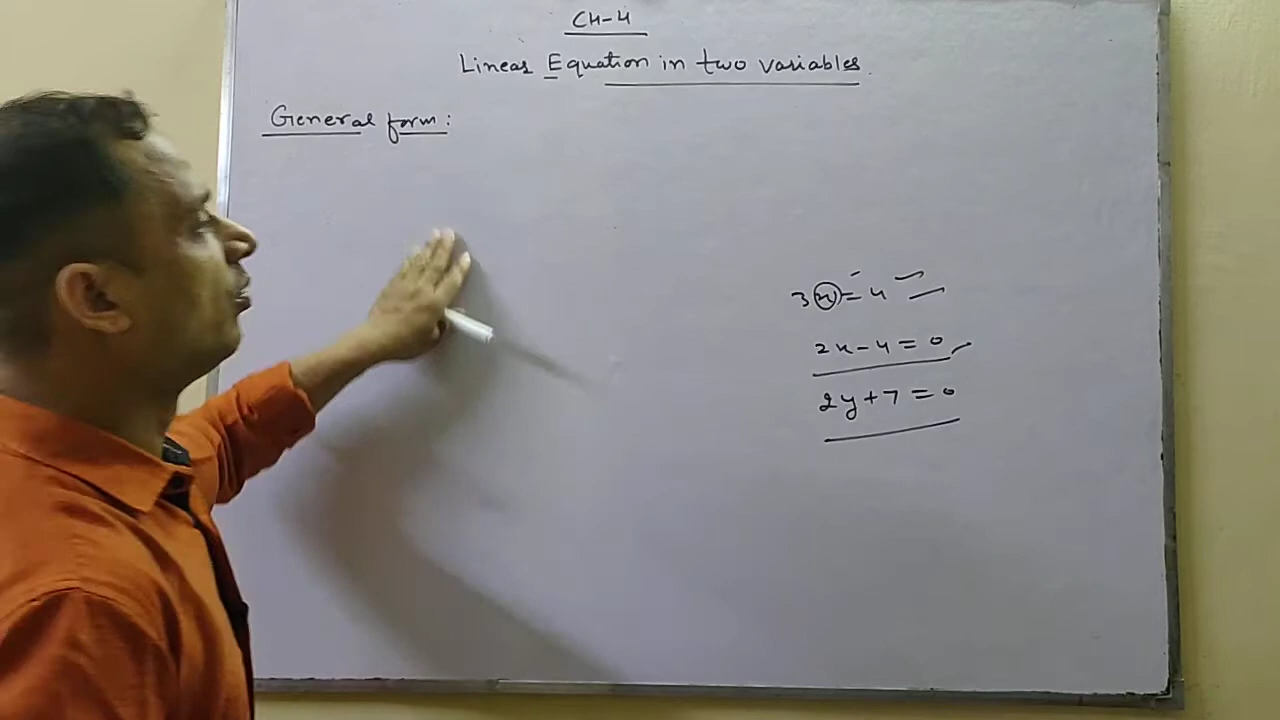 CH-4
Linear Equation in two variables.
General form:
3x = 4
2x - 4 = 0
2y + 7 = 0